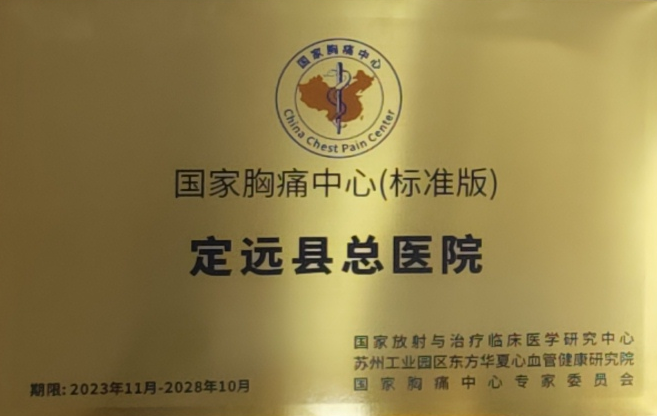 国家胸痛中心
China Chest Pain Center
国家胸痛中心(标准版)
定远县总医院
国家放射与治疗临床医学研究中心
苏州工业园区东方华夏心血管健康研究院
期限:2023年11月-2028年10月
国家胸痛中心专家委员会